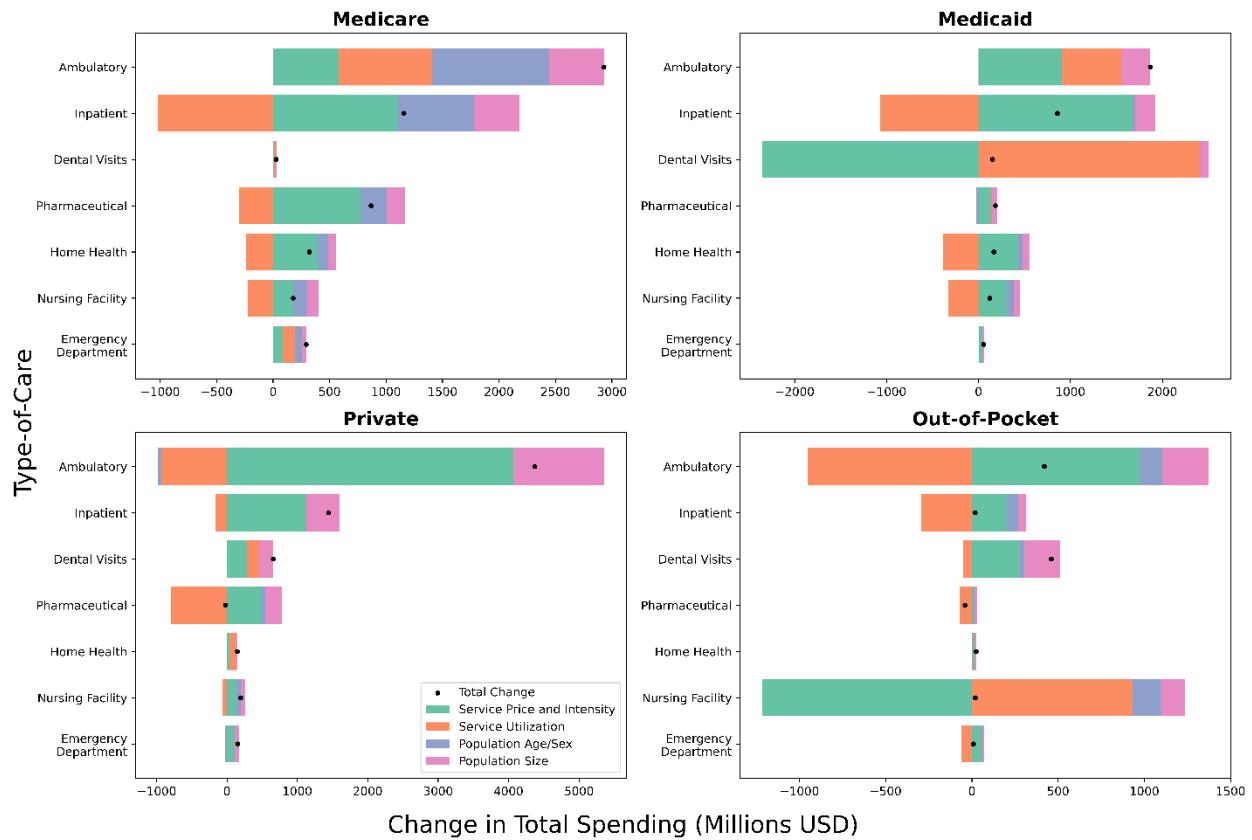 Medicare
Ambulatory
Inpatient
Dental Visits
Pharmaceutical
Home Health
Nursing Facility
Emergency
Department
−1000 −500 0 500 1000 1500 2000 2500 3000
Medicaid
Ambulatory
Inpatient
Dental Visits
Pharmaceutical
Home Health
Nursing Facility
Emergency
Department
−2000 −1000 0 1000 2000
Type-of-Care
Private
Ambulatory
Inpatient
Dental Visits
Pharmaceutical
Home Health
Nursing Facility
Emergency
Department
−1000 0 1000 2000 3000 4000 5000
Total Change
Service Price and Intensity
Service Utilization
Population Age/Sex
Population Size
Out-of-Pocket
Ambulatory
Inpatient
Dental Visits
Pharmaceutical
Home Health
Nursing Facility
Emergency
Department
−1000 −500 0 500 1000 1500
Change in Total Spending (Millions USD)